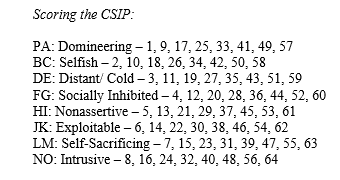 Scoring the CSIP:
PA: Domineering – 1, 9, 17, 25, 33, 41, 49, 57
BC: Selfish – 2, 10, 18, 26, 34, 42, 50, 58
DE: Distant/ Cold – 3, 11, 19, 27, 35, 43, 51, 59
FG: Socially Inhibited – 4, 12, 20, 28, 36, 44, 52, 60
HI: Nonassertive – 5, 13, 21, 29, 37, 45, 53, 61
JK: Exploitable – 6, 14, 22, 30, 38, 46, 54, 62
LM: Self-Sacrificing – 7, 15, 23, 31, 39, 47, 55, 63
NO: Intrusive – 8, 16, 24, 32, 40, 48, 56, 64